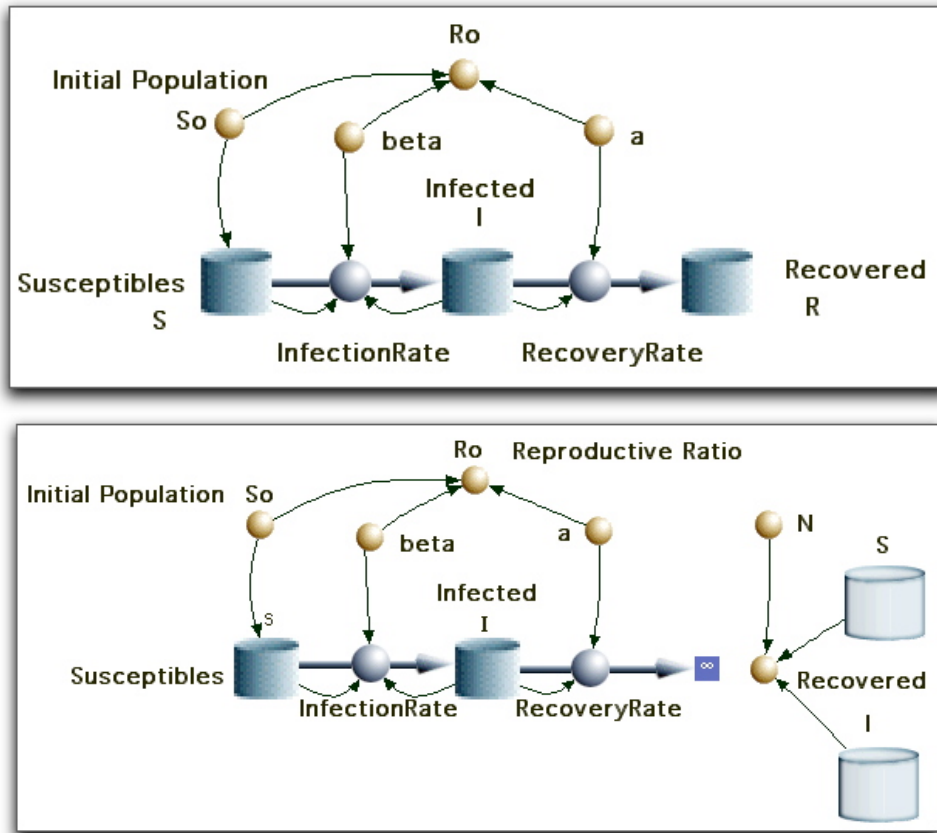 Ro
Initial Population
So
beta
a
Infected
I
Susceptibles
S
Recovered
R
InfectionRate
RecoveryRate
Ro
Reproductive Ratio
Initial Population
So
N
beta
a
S
Infected
I
s
Susceptibles
∞
Recovered
InfectionRate
RecoveryRate
I